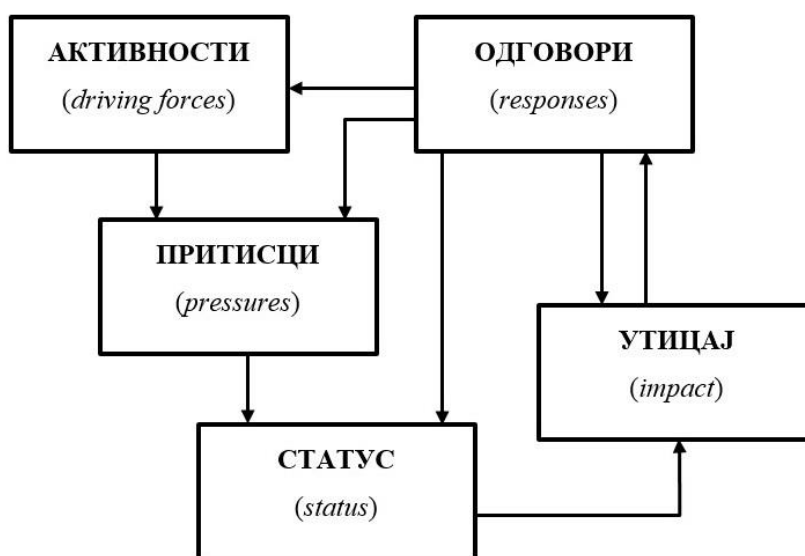 АКТИВНОСТИ
(driving forces)
ОДГОВОРИ
(responses)
ПРИТИСЦИ
(pressures)
УТИЦАЈ
(impact)
СТАТУС
(status)